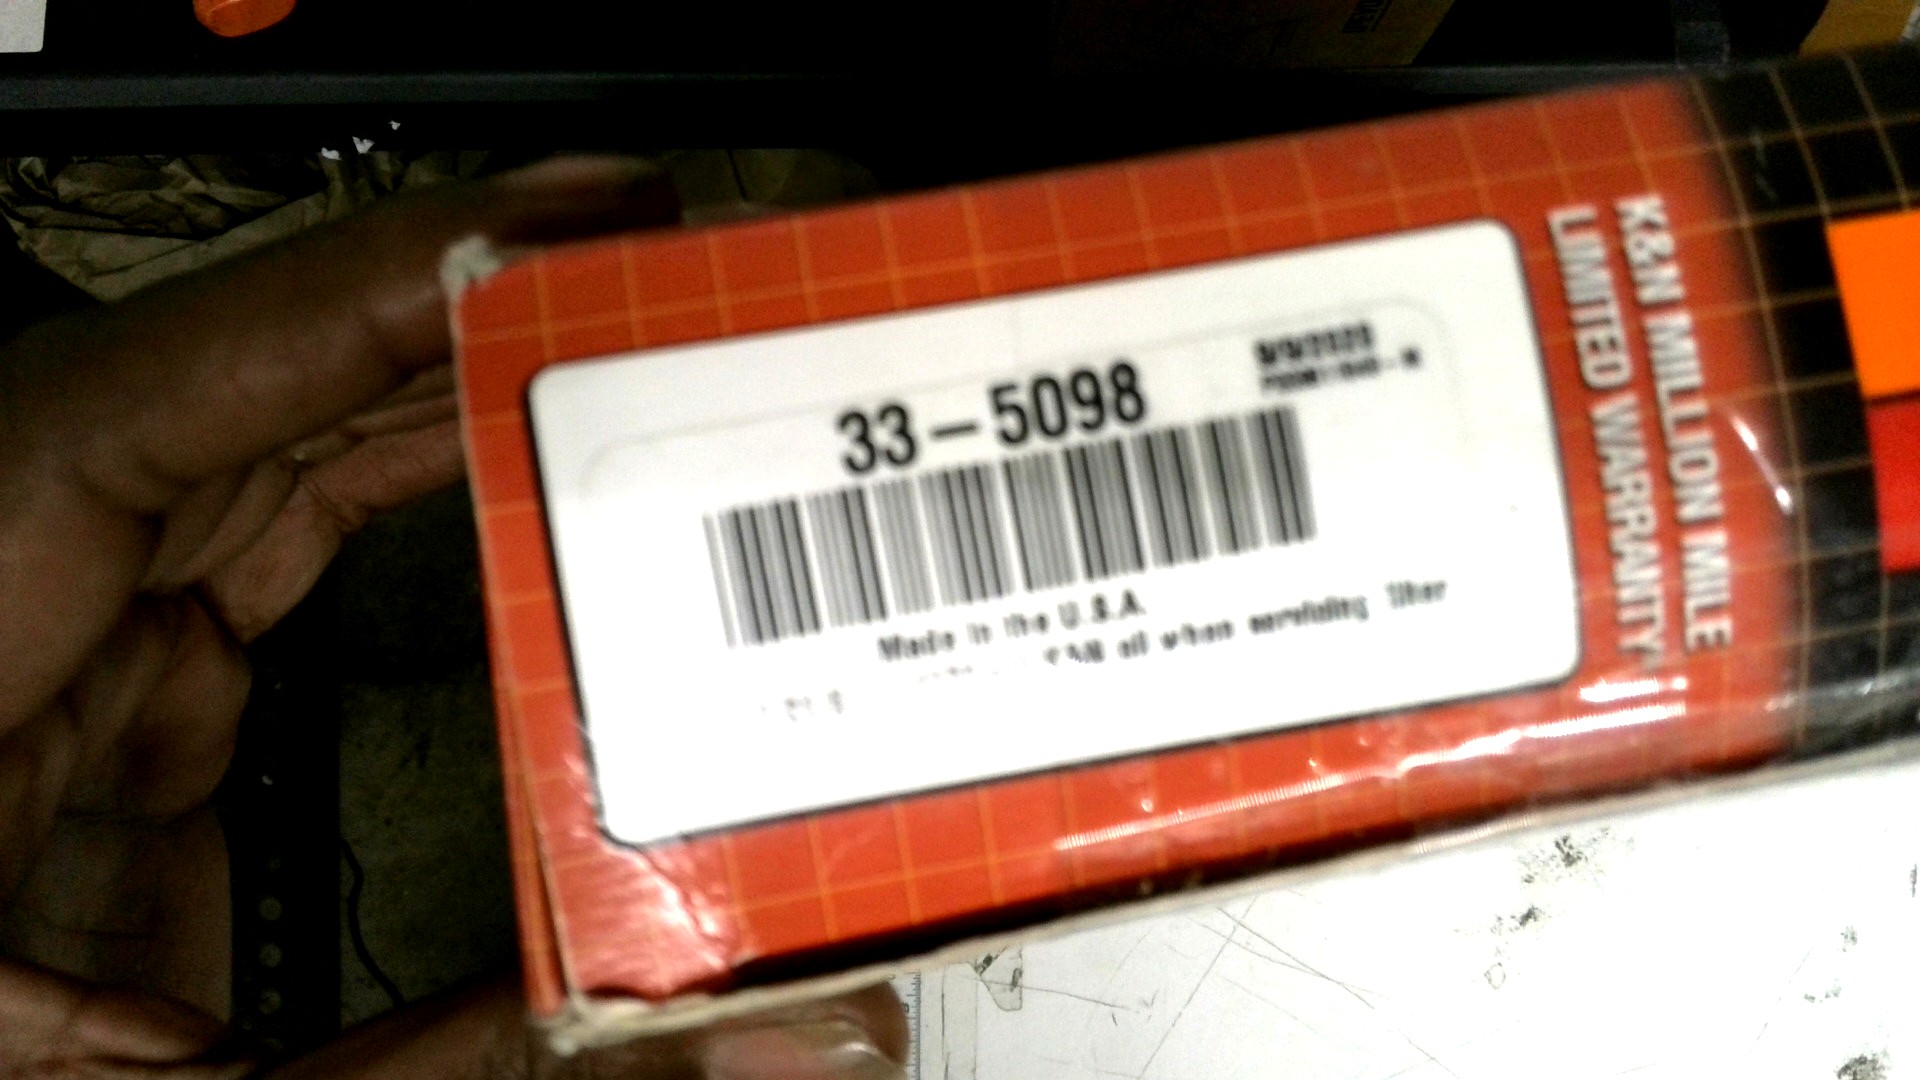 33-5098
Made in the U.S.A.
K&N oil when servicing filter
K&N MILLION MILE
LIMITED WARRANTY